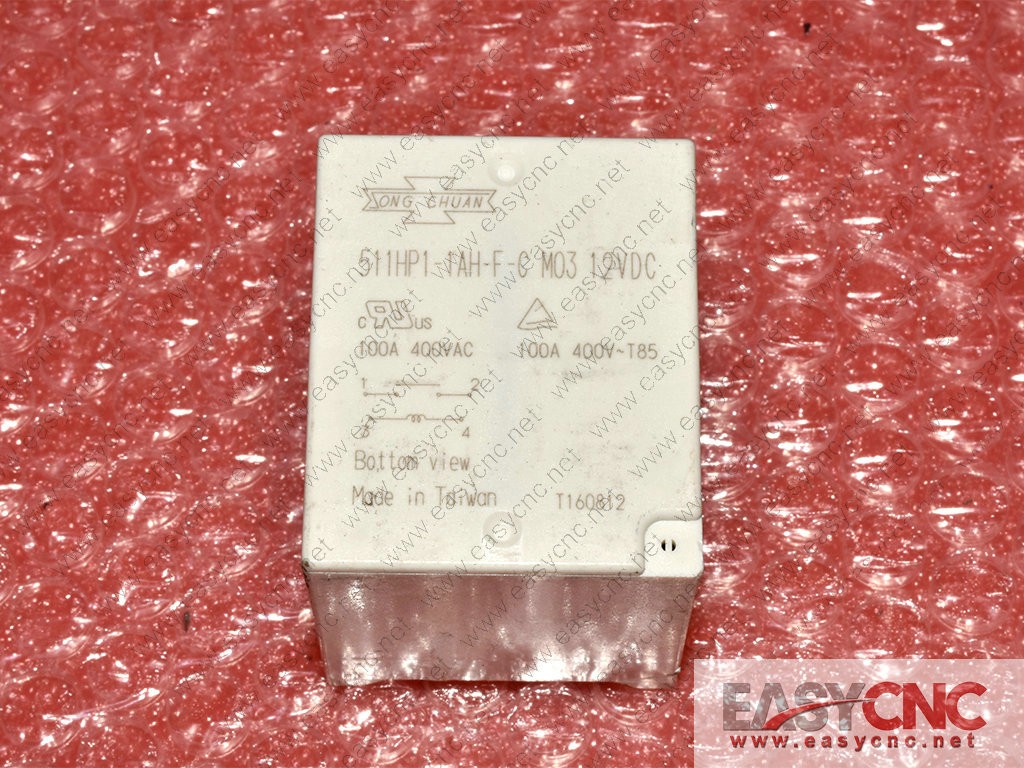 SONG CHUAN
511HP1-1AH-F-C M03 12VDC
c RU US
100A 400VAC
100A 400V~T85
1 2
3 4
Bottom view
Made in Taiwan
T160812
EASYCNC
www.easycnc.net